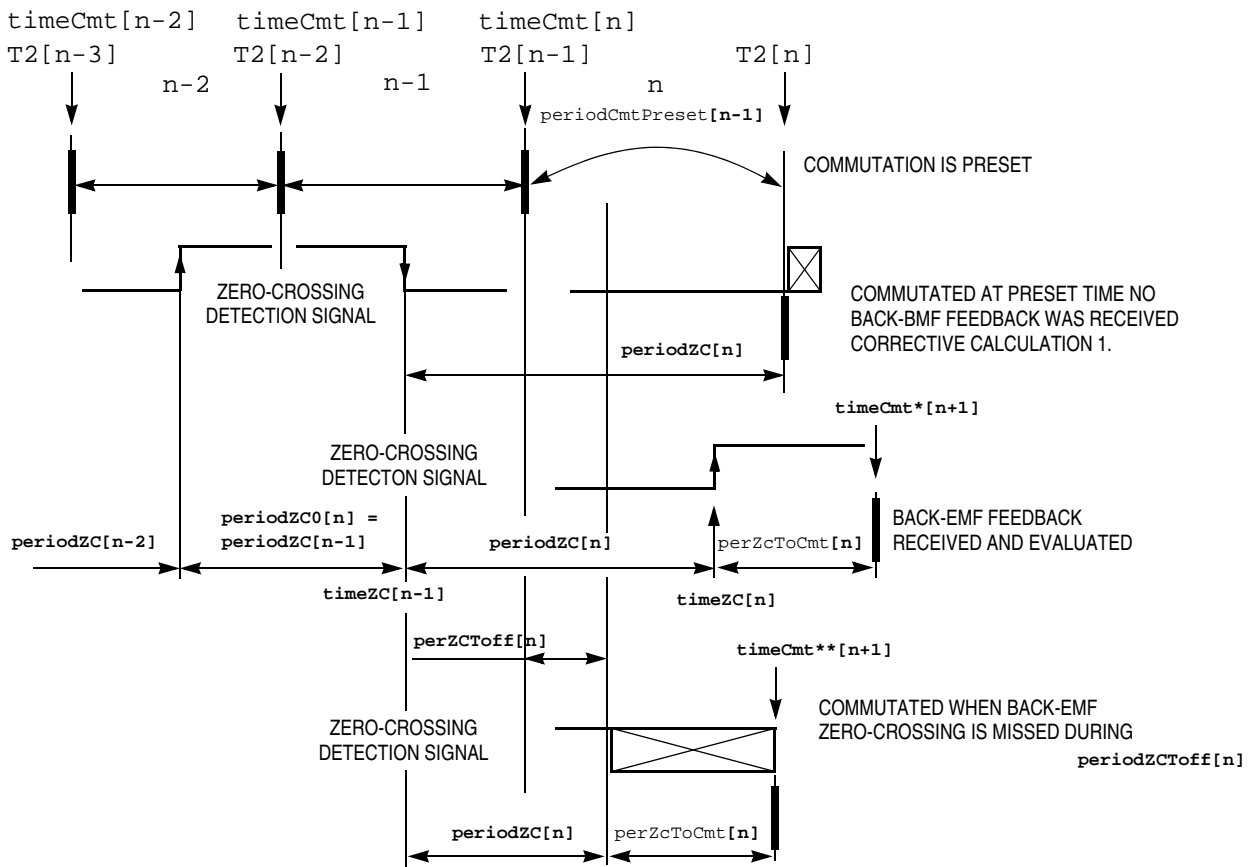 timeCmt[n-2] timeCmt[n-1] timeCmt[n]
T2[n-3] T2[n-2] T2[n-1] T2[n]
n-2 n-1 n
periodCmtPreset[n-1]
COMMUTATION IS PRESET
ZERO-CROSSING
DETECTION SIGNAL
COMMUTATED AT PRESET TIME NO
BACK-BMF FEEDBACK WAS RECEIVED
CORRECTIVE CALCULATION 1.
periodZC[n]
timeCmt*[n+1]
ZERO-CROSSING
DETECTON SIGNAL
BACK-EMF FEEDBACK
RECEIVED AND EVALUATED
periodZC[n-2]
periodZC0[n] =
periodZC[n-1]
periodZC[n]
perZcToCmt[n]
timeZC[n-1]
timeZC[n]
perZCToff[n]
timeCmt**[n+1]
ZERO-CROSSING
DETECTION SIGNAL
COMMUTATED WHEN BACK-EMF
ZERO-CROSSING IS MISSED DURING
periodZCToff[n]
periodZC[n]
perZcToCmt[n]